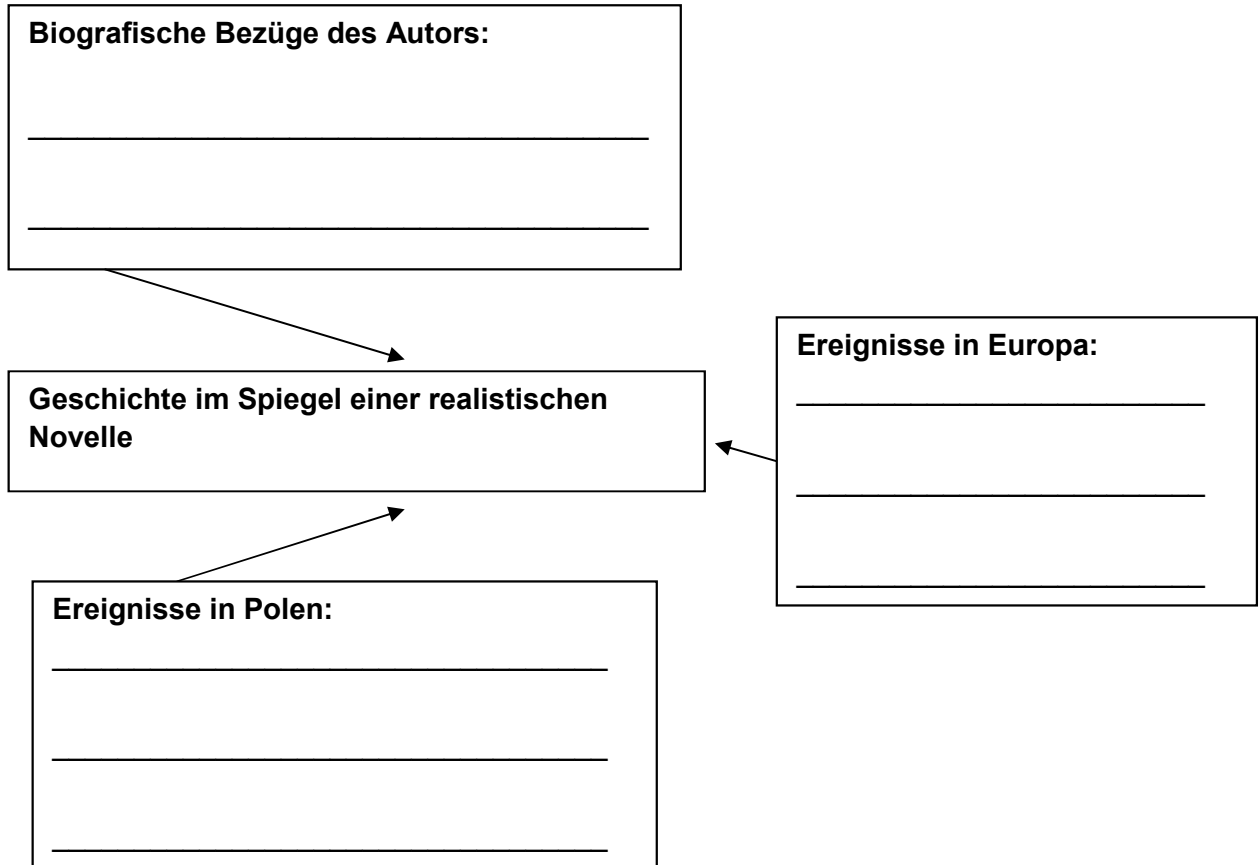 Biografische Bezüge des Autors:
Geschichte im Spiegel einer realistischen
Novelle
Ereignisse in Europa:
Ereignisse in Polen: